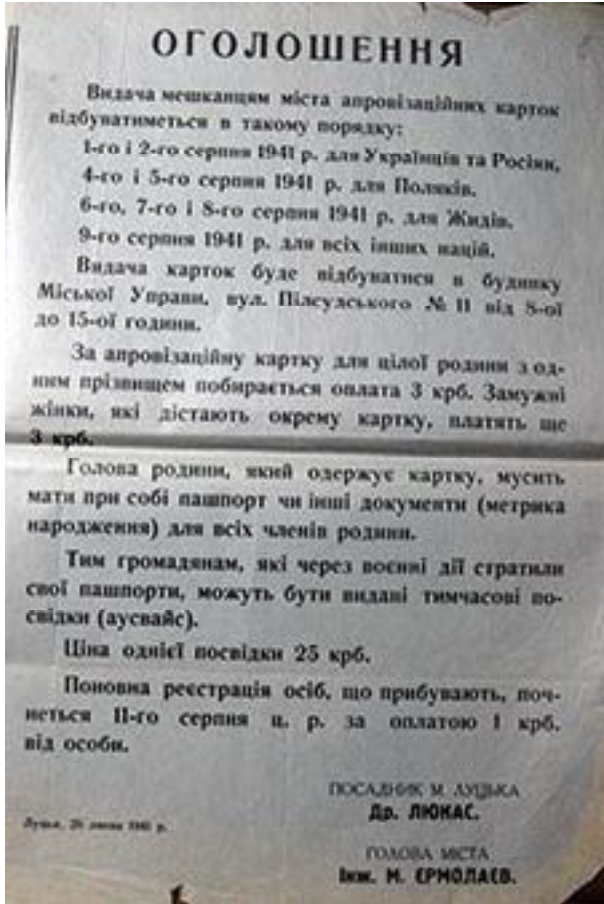 ОГОЛОШЕННЯ
Видача мешканцям міста апровізаційних карток
відбуватиметься в такому порядку:
1-го і 2-го серпня 1941 р. для Українців та Росіян,
4-го і 5-го серпня 1941 р. для Поляків,
6-го, 7-го і 8-го серпня 1941 р. для Жидів,
9-го серпня 1941 р. для всіх інших націй.
Видача карток буде відбуватися в будинку
Міської Управи, вул. Пілсудського № 11 від 8-ої
до 15-ої години.
За апровізаційну картку для цілої родини з од-
ним прізвищем побирається оплата 3 крб. Замужні
жінки, які дістають окрему картку, платять ще
3 крб.
Голова родини, який одержує картку, мусить
мати при собі пашпорт чи інші документи (метрика
народження) для всіх членів родини.
Тим громадянам, які через воєнні дії стратили
свої пашпорти, можуть бути видані тимчасові по-
свідки (аусвайс).
Ціна однієї посвідки 25 крб.
Поновна реєстрація осіб, що прибувають, поч-
неться 11-го серпня ц. р. за оплатою 1 крб.
від особи.
ПОСАДНИК М. ЛУЦЬКА
Др. ЛЮКАС.
Луцьк, липня 1941 р.
ГОЛОВА МІСТА
Інж. М. ЄРМОЛАЄВ.